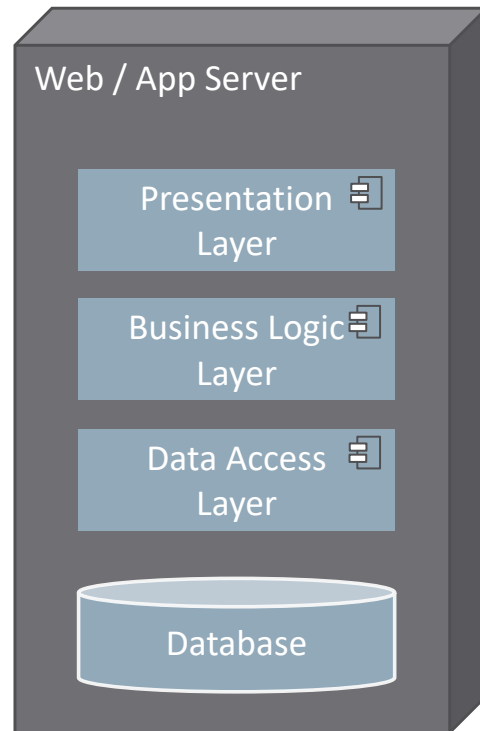 Web / App Server
Presentation
Layer
Business Logic
Layer
Data Access
Layer
Database